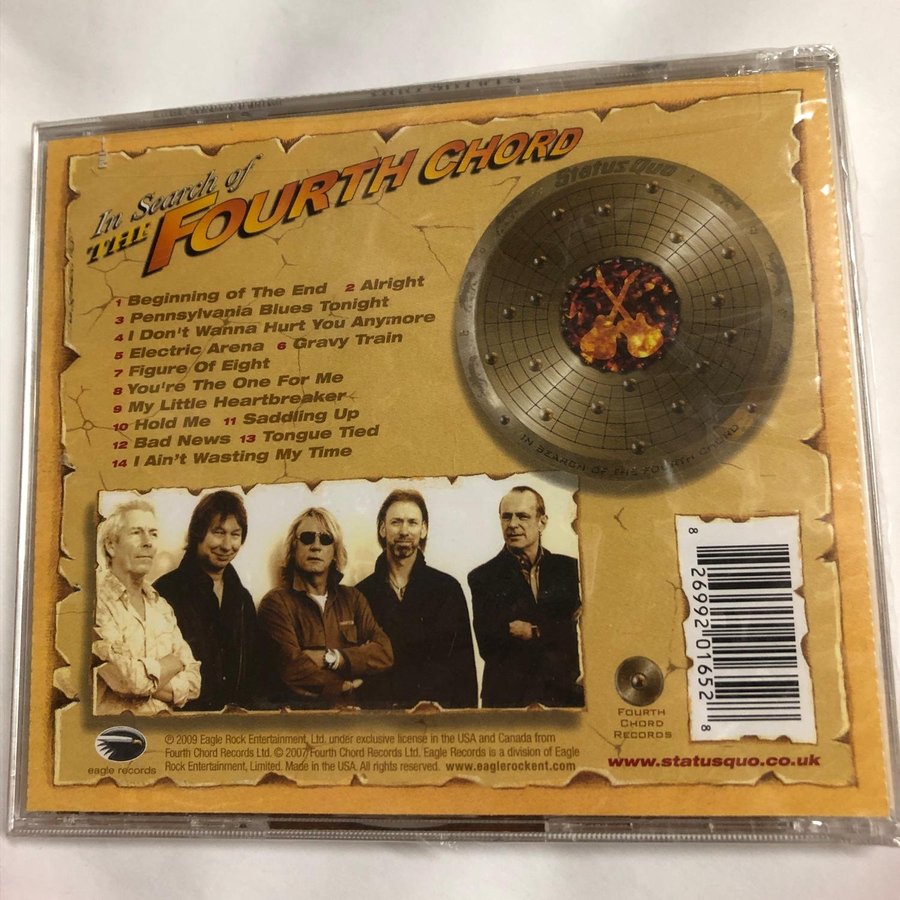 In Search of
THE FOURTH CHORD
Status Quo
1 Beginning of The End 2 Alright
3 Pennsylvania Blues Tonight
4 I Don't Wanna Hurt You Anymore
5 Electric Arena 6 Gravy Train
7 Figure Of Eight
8 You're The One For Me
9 My Little Heartbreaker
10 Hold Me 11 Saddling Up
12 Bad News 13 Tongue Tied
14 I Ain't Wasting My Time
IN SEARCH OF THE FOURTH CHORD
8 26992 01652 8
FOURTH
CHORD
RECORDS
eagle records
℗ 2009 Eagle Rock Entertainment, Ltd. under exclusive license in the USA and Canada from
Fourth Chord Records Ltd. © 2007 Fourth Chord Records Ltd. Eagle Records is a division of Eagle
Rock Entertainment, Limited. Made in the USA. All rights reserved. www.eaglerockent.com
www.statusquo.co.uk